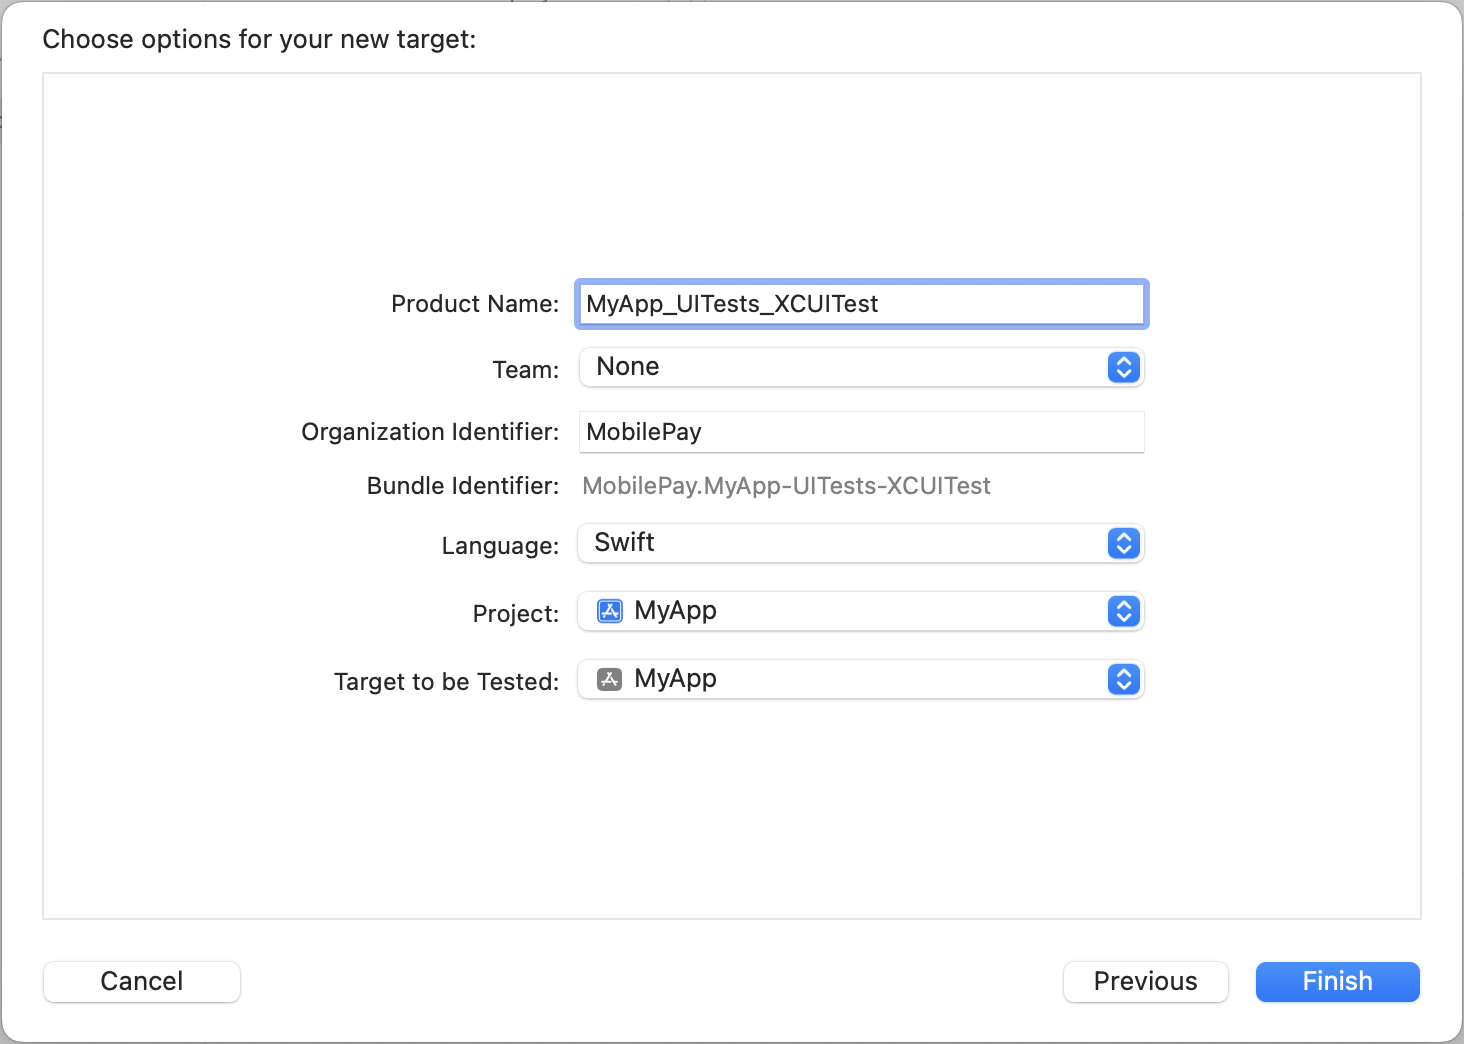 Choose options for your new target:
Product Name: MyApp_UITests_XCUITest
Team: None
Organization Identifier: MobilePay
Bundle Identifier: MobilePay.MyApp-UITests-XCUITest
Language: Swift
Project: MyApp
Target to be Tested: MyApp
Cancel Previous Finish